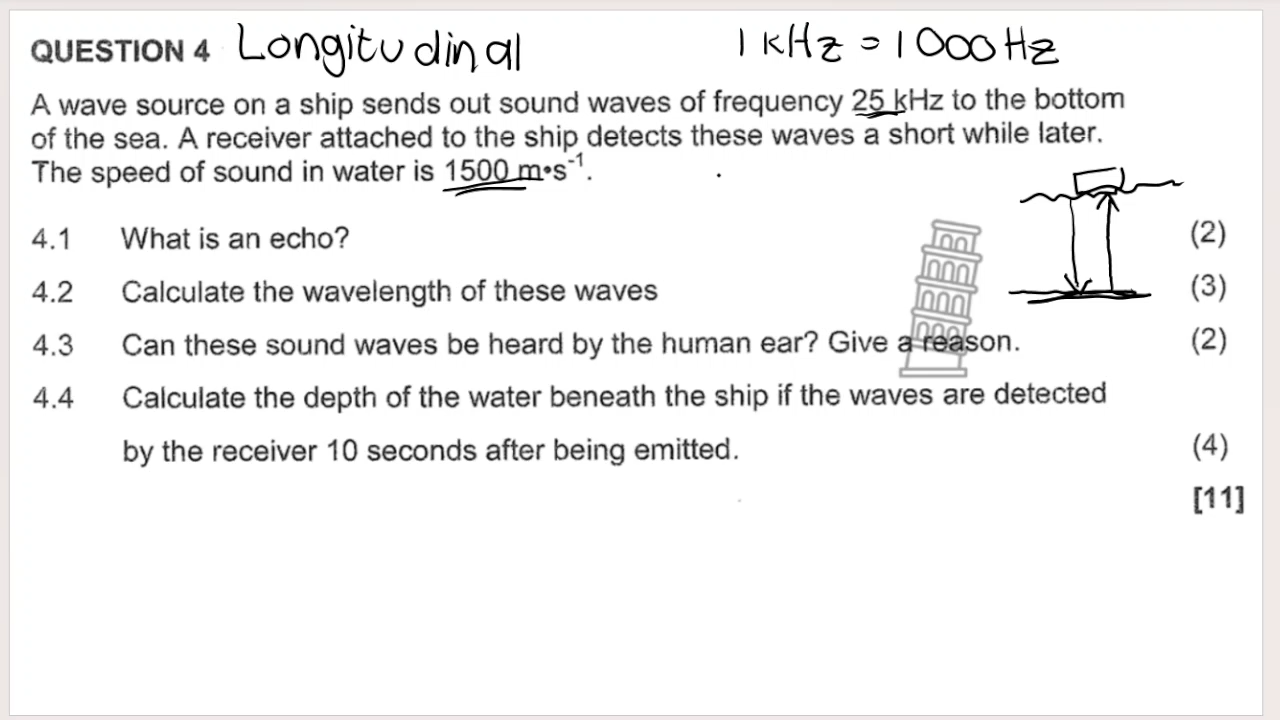 QUESTION 4 Longitudinal 1 kHz = 1000Hz
A wave source on a ship sends out sound waves of frequency 25 kHz to the bottom
of the sea. A receiver attached to the ship detects these waves a short while later.
The speed of sound in water is 1500 m•s⁻¹.
4.1 What is an echo? (2)
4.2 Calculate the wavelength of these waves (3)
4.3 Can these sound waves be heard by the human ear? Give a reason. (2)
4.4 Calculate the depth of the water beneath the ship if the waves are detected
by the receiver 10 seconds after being emitted. (4)
[11]